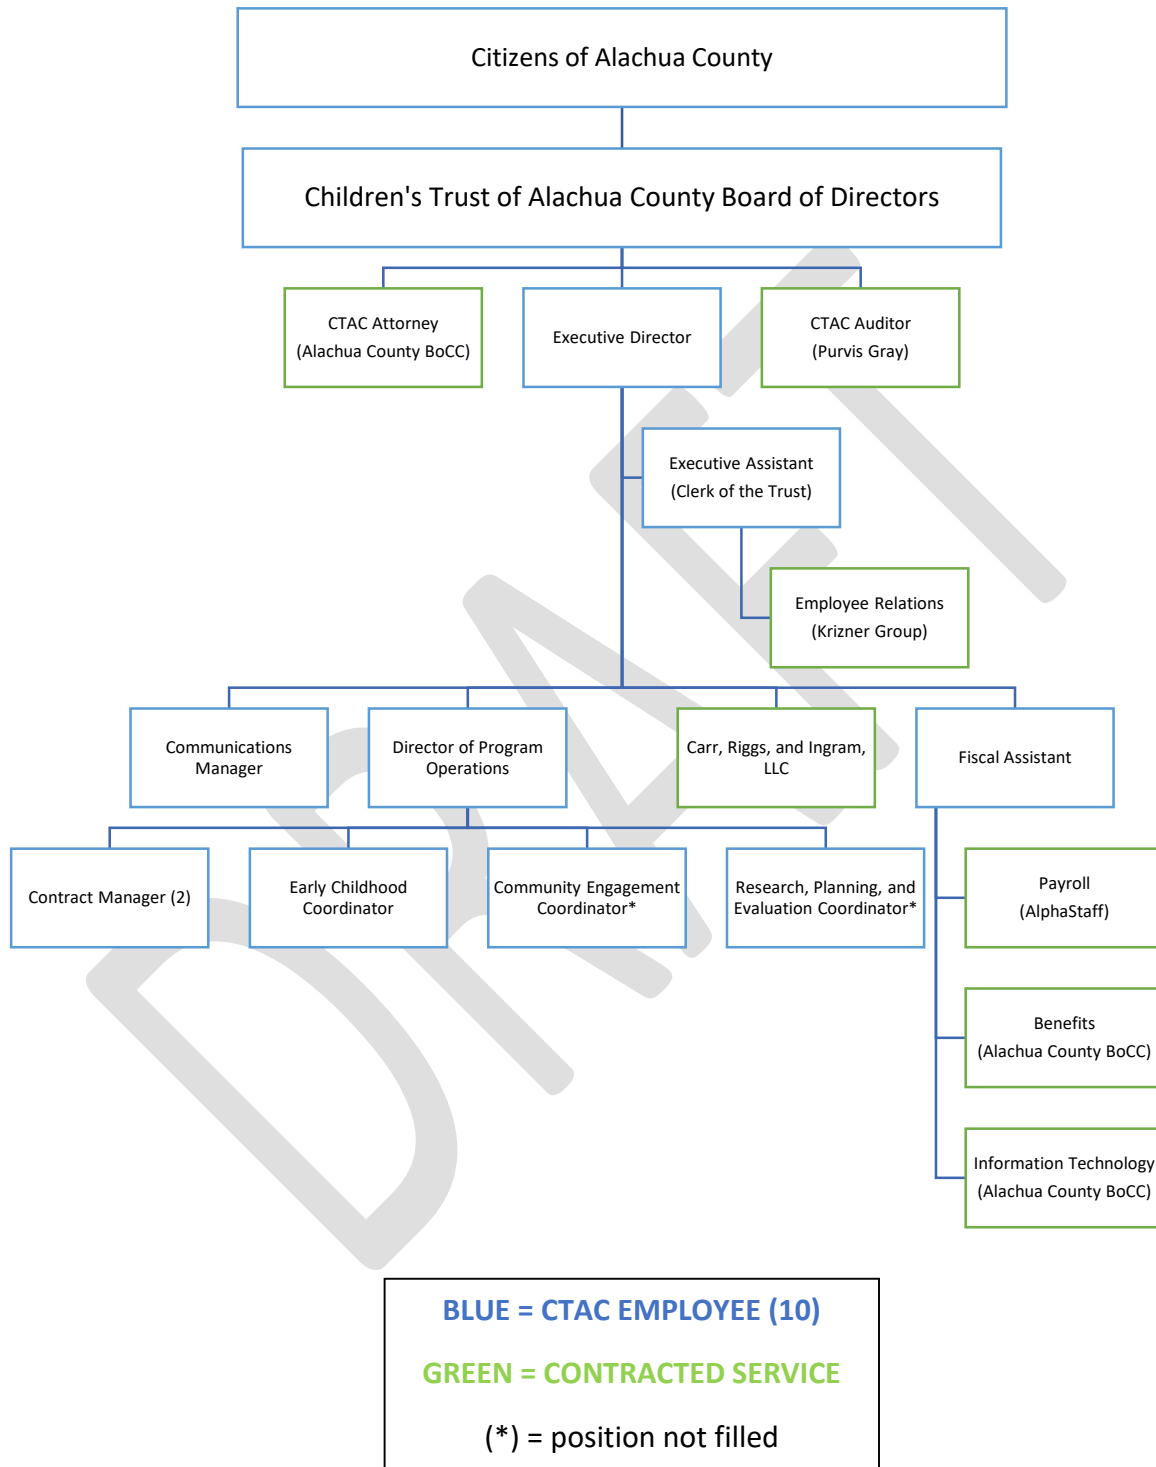 Citizens of Alachua County
Children's Trust of Alachua County Board of Directors
CTAC Attorney
(Alachua County BoCC)
Executive Director
CTAC Auditor
(Purvis Gray)
Executive Assistant
(Clerk of the Trust)
Employee Relations
(Krizner Group)
Communications
Manager
Director of Program
Operations
Carr, Riggs, and Ingram,
LLC
Fiscal Assistant
Contract Manager (2)
Early Childhood
Coordinator
Community Engagement
Coordinator*
Research, Planning, and
Evaluation Coordinator*
Payroll
(AlphaStaff)
Benefits
(Alachua County BoCC)
Information Technology
(Alachua County BoCC)
DRAFT
BLUE = CTAC EMPLOYEE (10)
GREEN = CONTRACTED SERVICE
(*) = position not filled